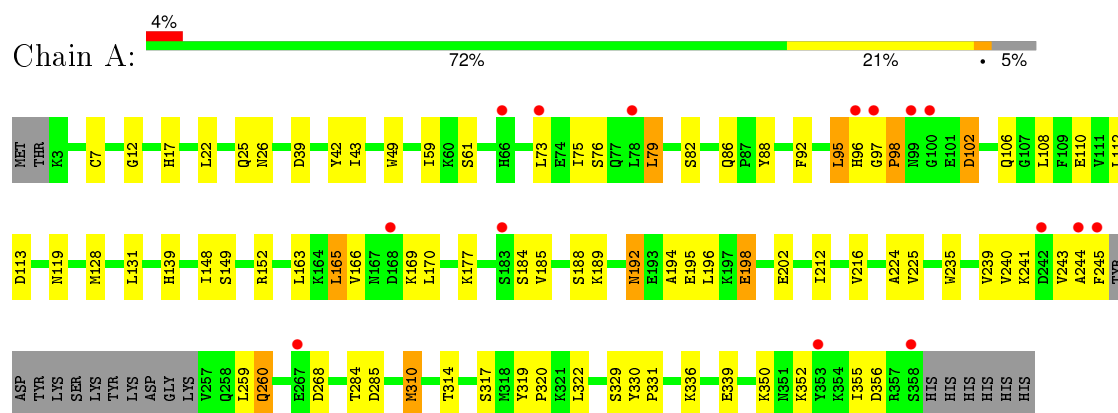 4%
Chain A:
72% 21% • 5%
MET THR K3 C7 G12 H17 L22 Q25 N26 D39 Y42 I43 W49 I59 K60 S61 H66 L73 E74 I75 S76 Q77 L78 L79 S82 Q86 P87 Y88 F92 L95 H96 G97 P98 N99 G100 E101 D102 Q106 G107 L108 F109 E110 V111 L112
D113 N119 M128 L131 H139 I148 S149 R152 L163 K164 L165 V166 N167 D168 K169 L170 K177 S183 S184 V185 S188 K189 N192 E193 A194 E195 L196 K197 E198 E202 I212 V216 A224 V225 W235 V239 V240 K241 D242 V243 A244 F245 TYR
ASP TYR LYS SER LYS TYR LYS ASP GLY LYS V257 Q258 L259 Q260 E267 D268 T284 D285 M310 T314 S317 M318 Y319 P320 K321 L322 S329 Y330 P331 K336 E339 K350 N351 K352 Y353 K354 I355 D356 R357 S358 HIS HIS HIS HIS HIS HIS